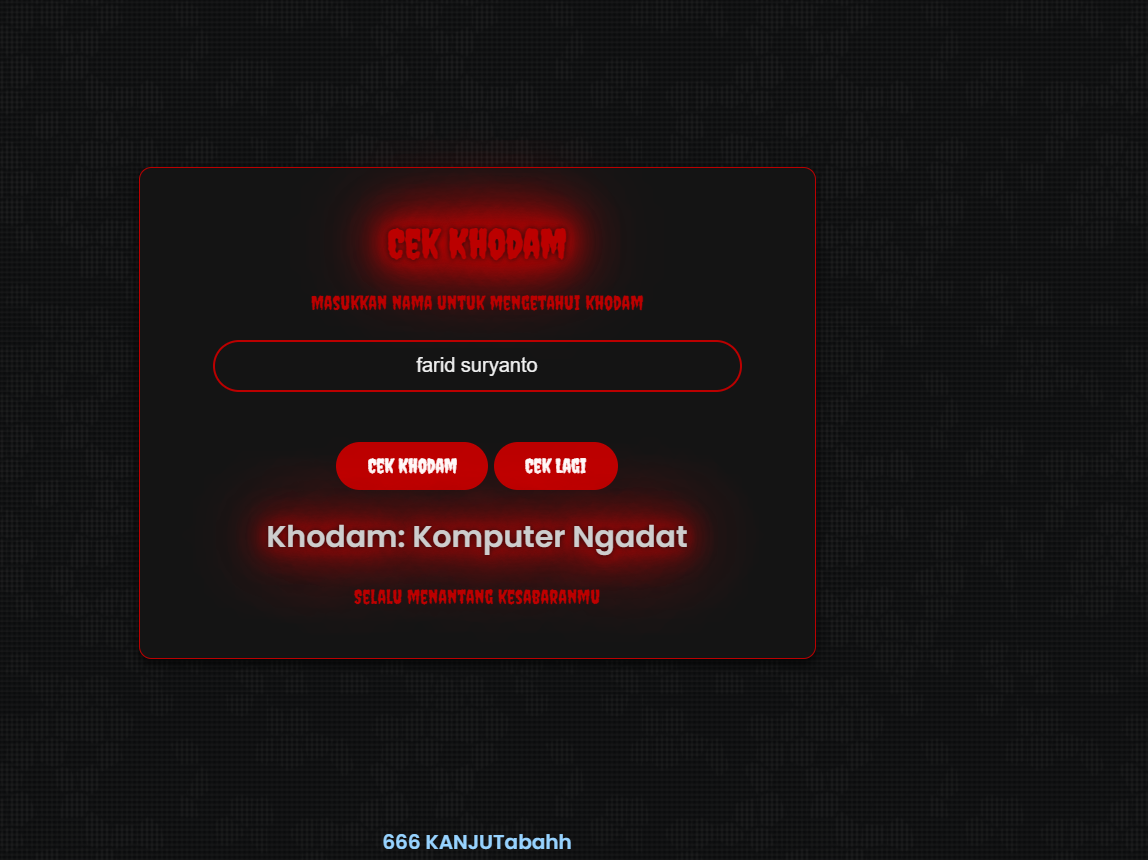 CEK KHODAM
MASUKKAN NAMA UNTUK MENGETAHUI KHODAM
farid suryanto
CEK KHODAM CEK LAGI
Khodam: Komputer Ngadat
SELALU MENANTANG KESABARANMU
666 KANJUTabahh